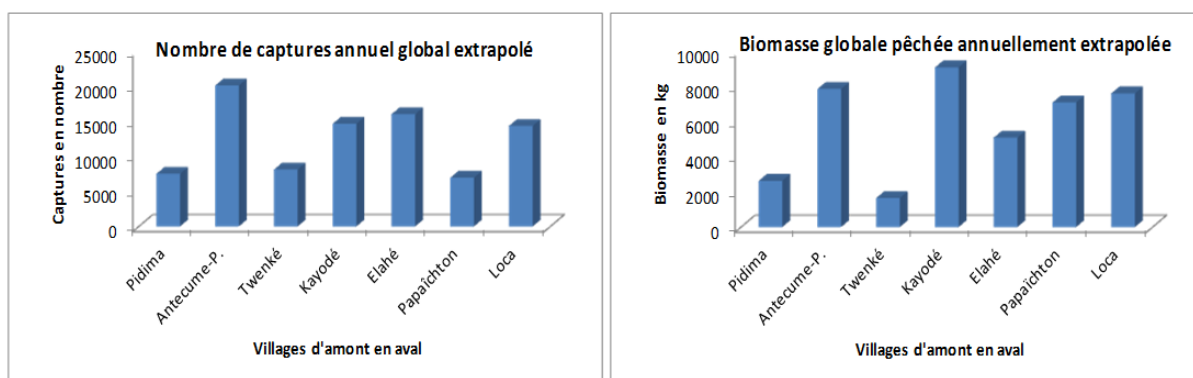 Nombre de captures annuel global extrapolé
Captures en nombre
25000
20000
15000
10000
5000
0
Pidima
Antecume-P.
Twenké
Kayodé
Elahé
Papaïchton
Loca
Villages d'amont en aval
Biomasse globale pêchée annuellement extrapolée
Biomasse en kg
10000
8000
6000
4000
2000
0
Pidima
Antecume-P.
Twenké
Kayodé
Elahé
Papaïchton
Loca
Villages d'amont en aval